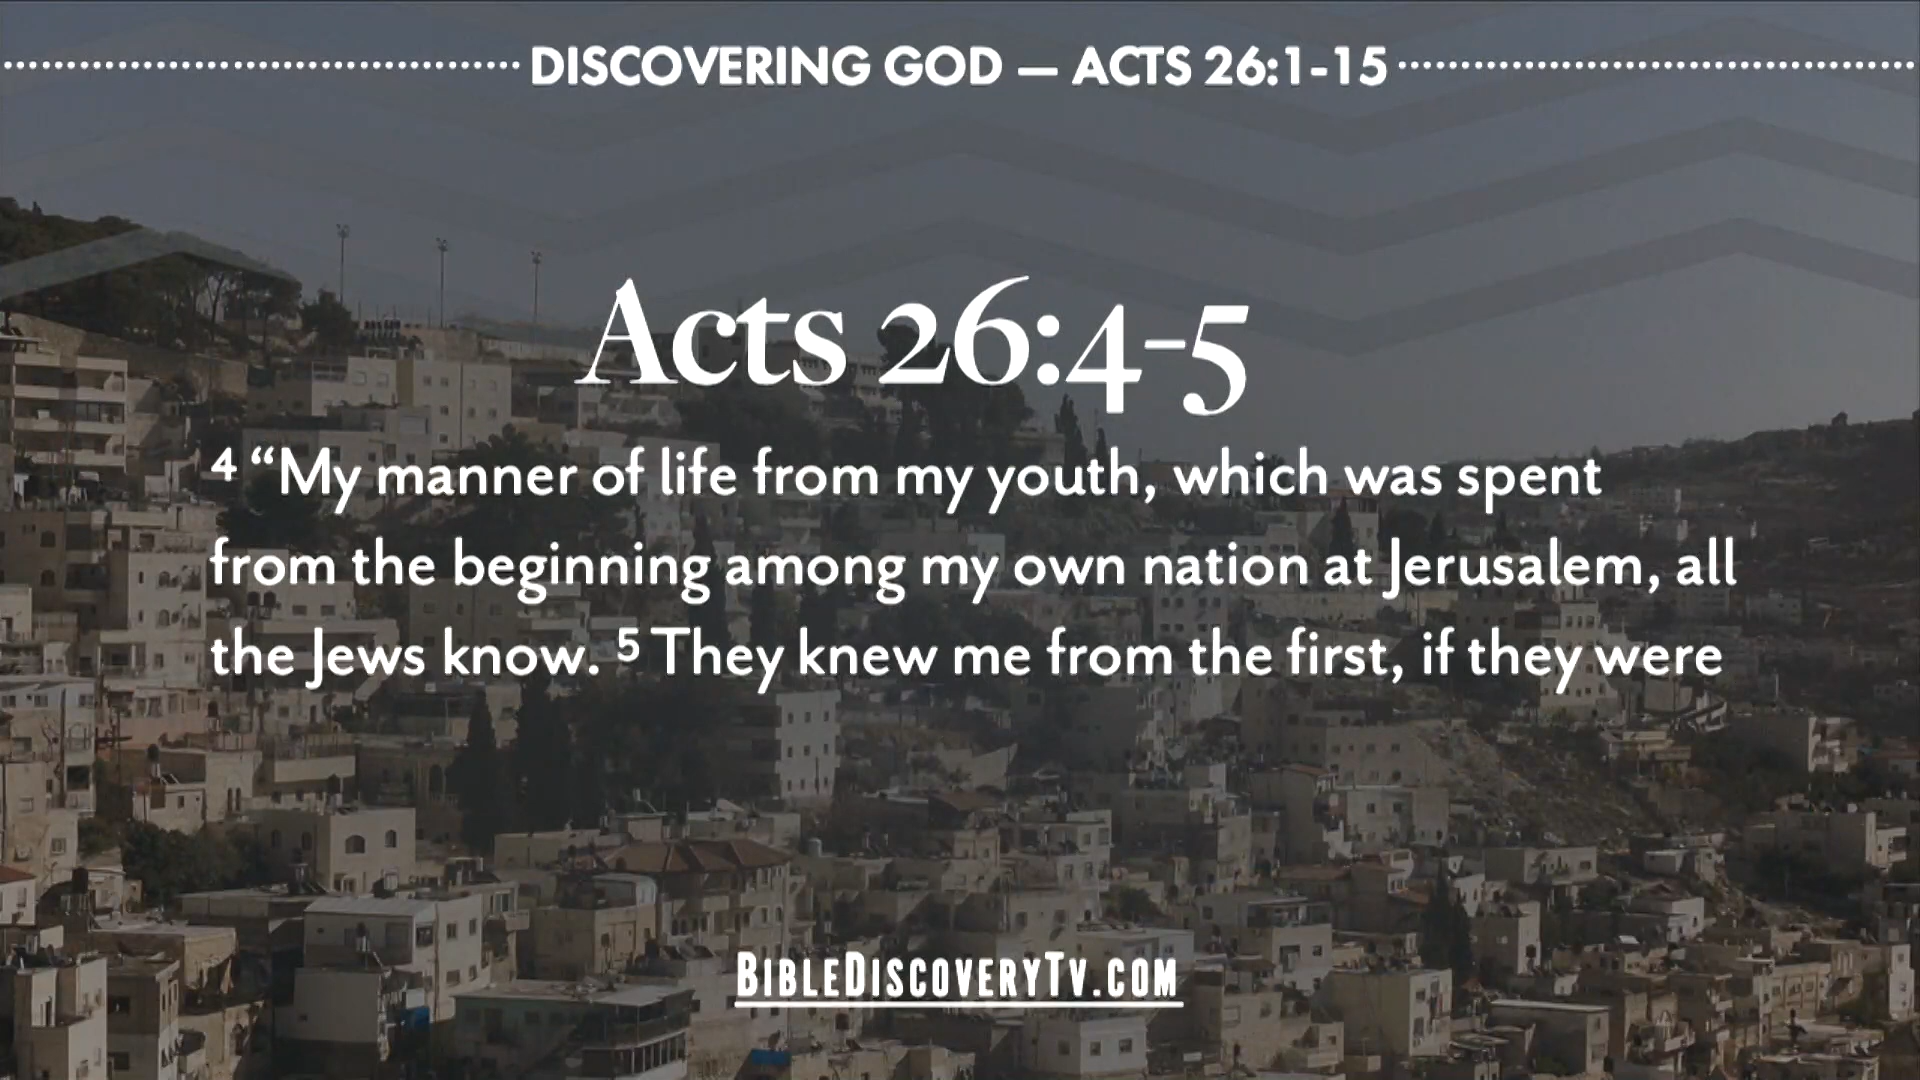 DISCOVERING GOD — ACTS 26:1-15
Acts 26:4-5
4 “My manner of life from my youth, which was spent
from the beginning among my own nation at Jerusalem, all
the Jews know. 5 They knew me from the first, if they were
BIBLEDISCOVERYTV.COM